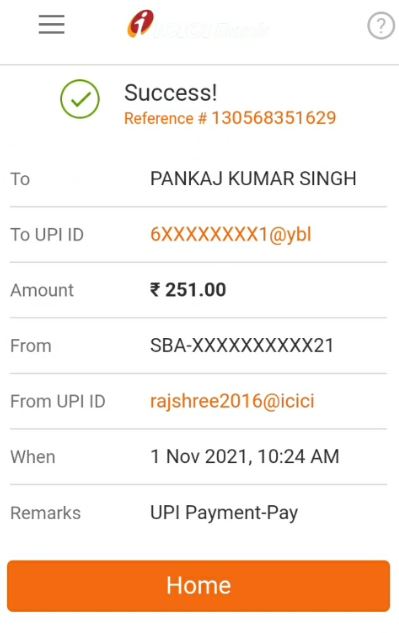 Success!
Reference # 130568351629
To PANKAJ KUMAR SINGH
To UPI ID 6XXXXXXXX1@ybl
Amount ₹ 251.00
From SBA-XXXXXXXXXX21
From UPI ID rajshree2016@icici
When 1 Nov 2021, 10:24 AM
Remarks UPI Payment-Pay
Home